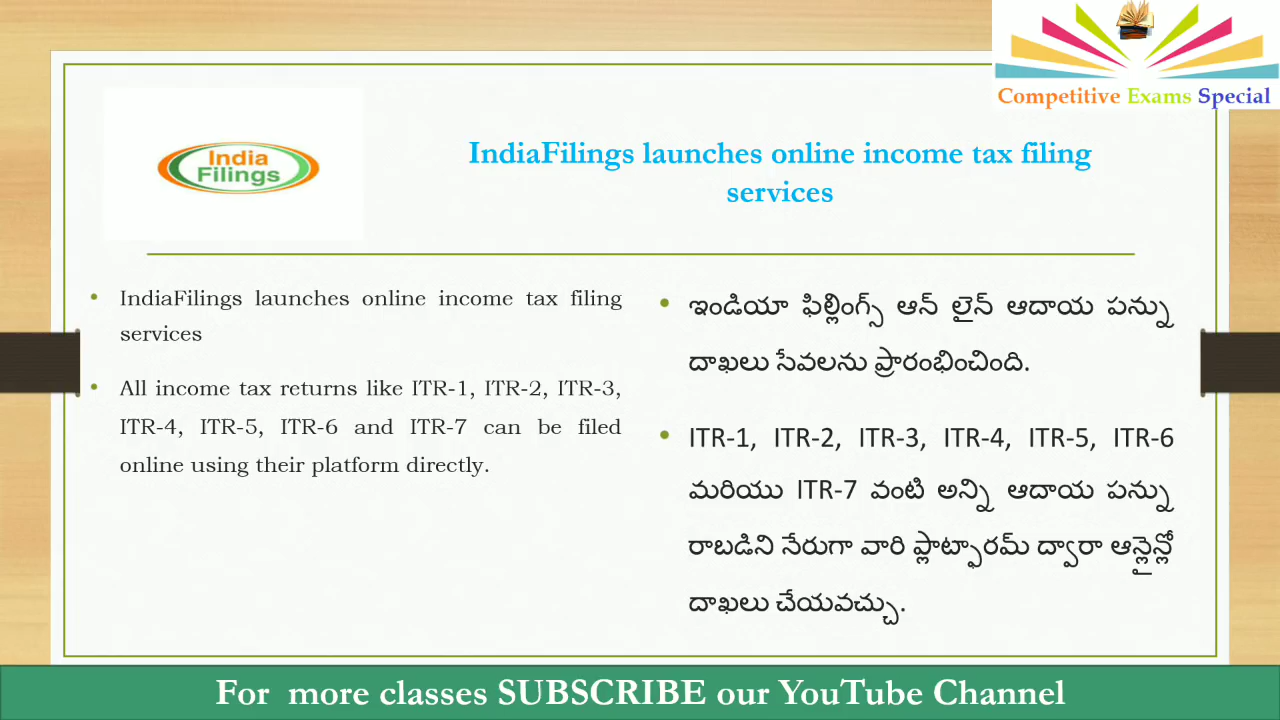 Competitive Exams Special
India
Filings
IndiaFilings launches online income tax filing
services
• IndiaFilings launches online income tax filing
services
• All income tax returns like ITR-1, ITR-2, ITR-3,
ITR-4, ITR-5, ITR-6 and ITR-7 can be filed
online using their platform directly.
• ఇండియా ఫిల్లింగ్స్ ఆన్ లైన్ ఆదాయ పన్ను
దాఖలు సేవలను ప్రారంభించింది.
• ITR-1, ITR-2, ITR-3, ITR-4, ITR-5, ITR-6
మరియు ITR-7 వంటి అన్ని ఆదాయ పన్ను
రాబడిని నేరుగా వారి ప్లాట్ఫారమ్ ద్వారా ఆన్లైన్లో
దాఖలు చేయవచ్చు.
For more classes SUBSCRIBE our YouTube Channel